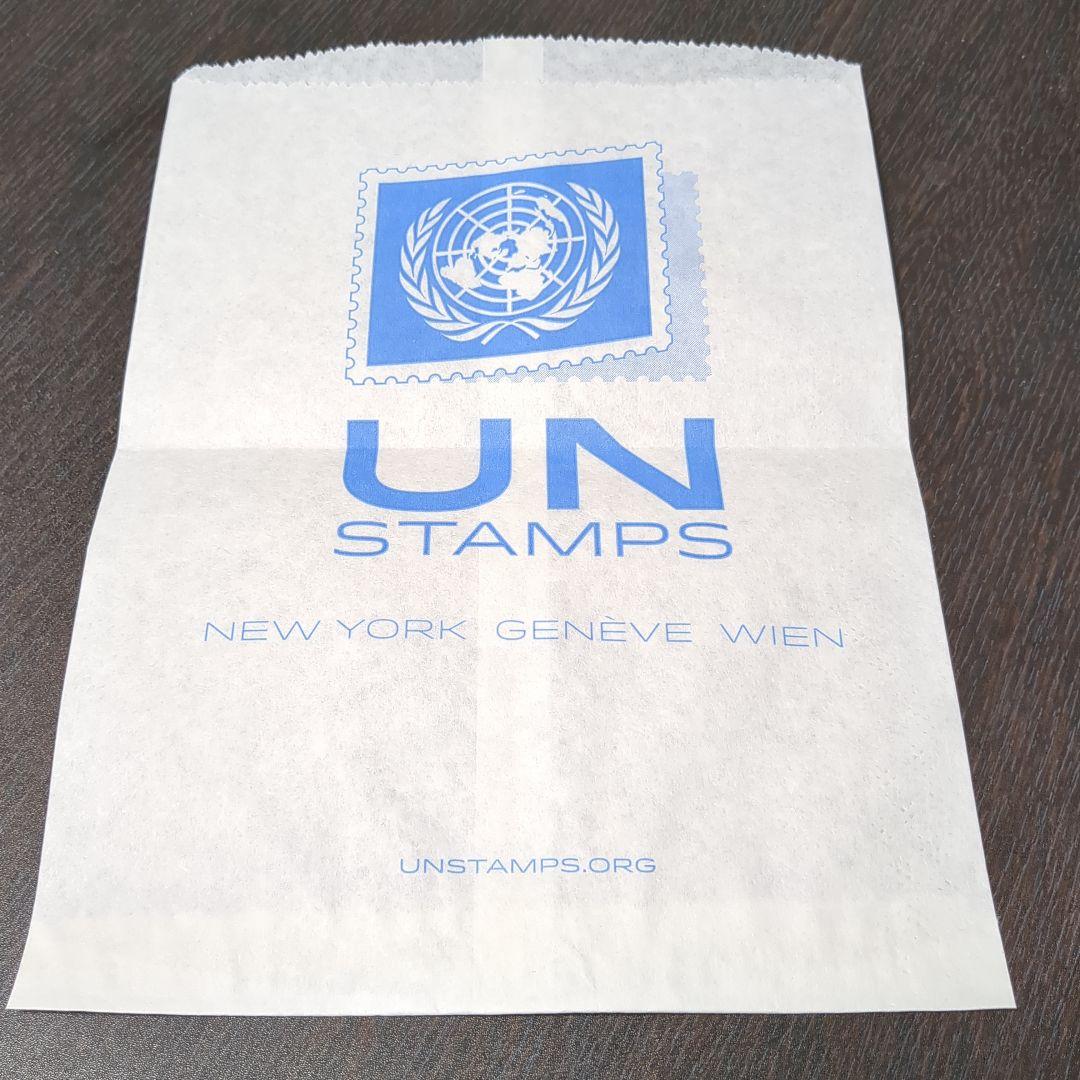 UN
STAMPS
NEW YORK GENÈVE WIEN
UNSTAMPS.ORG